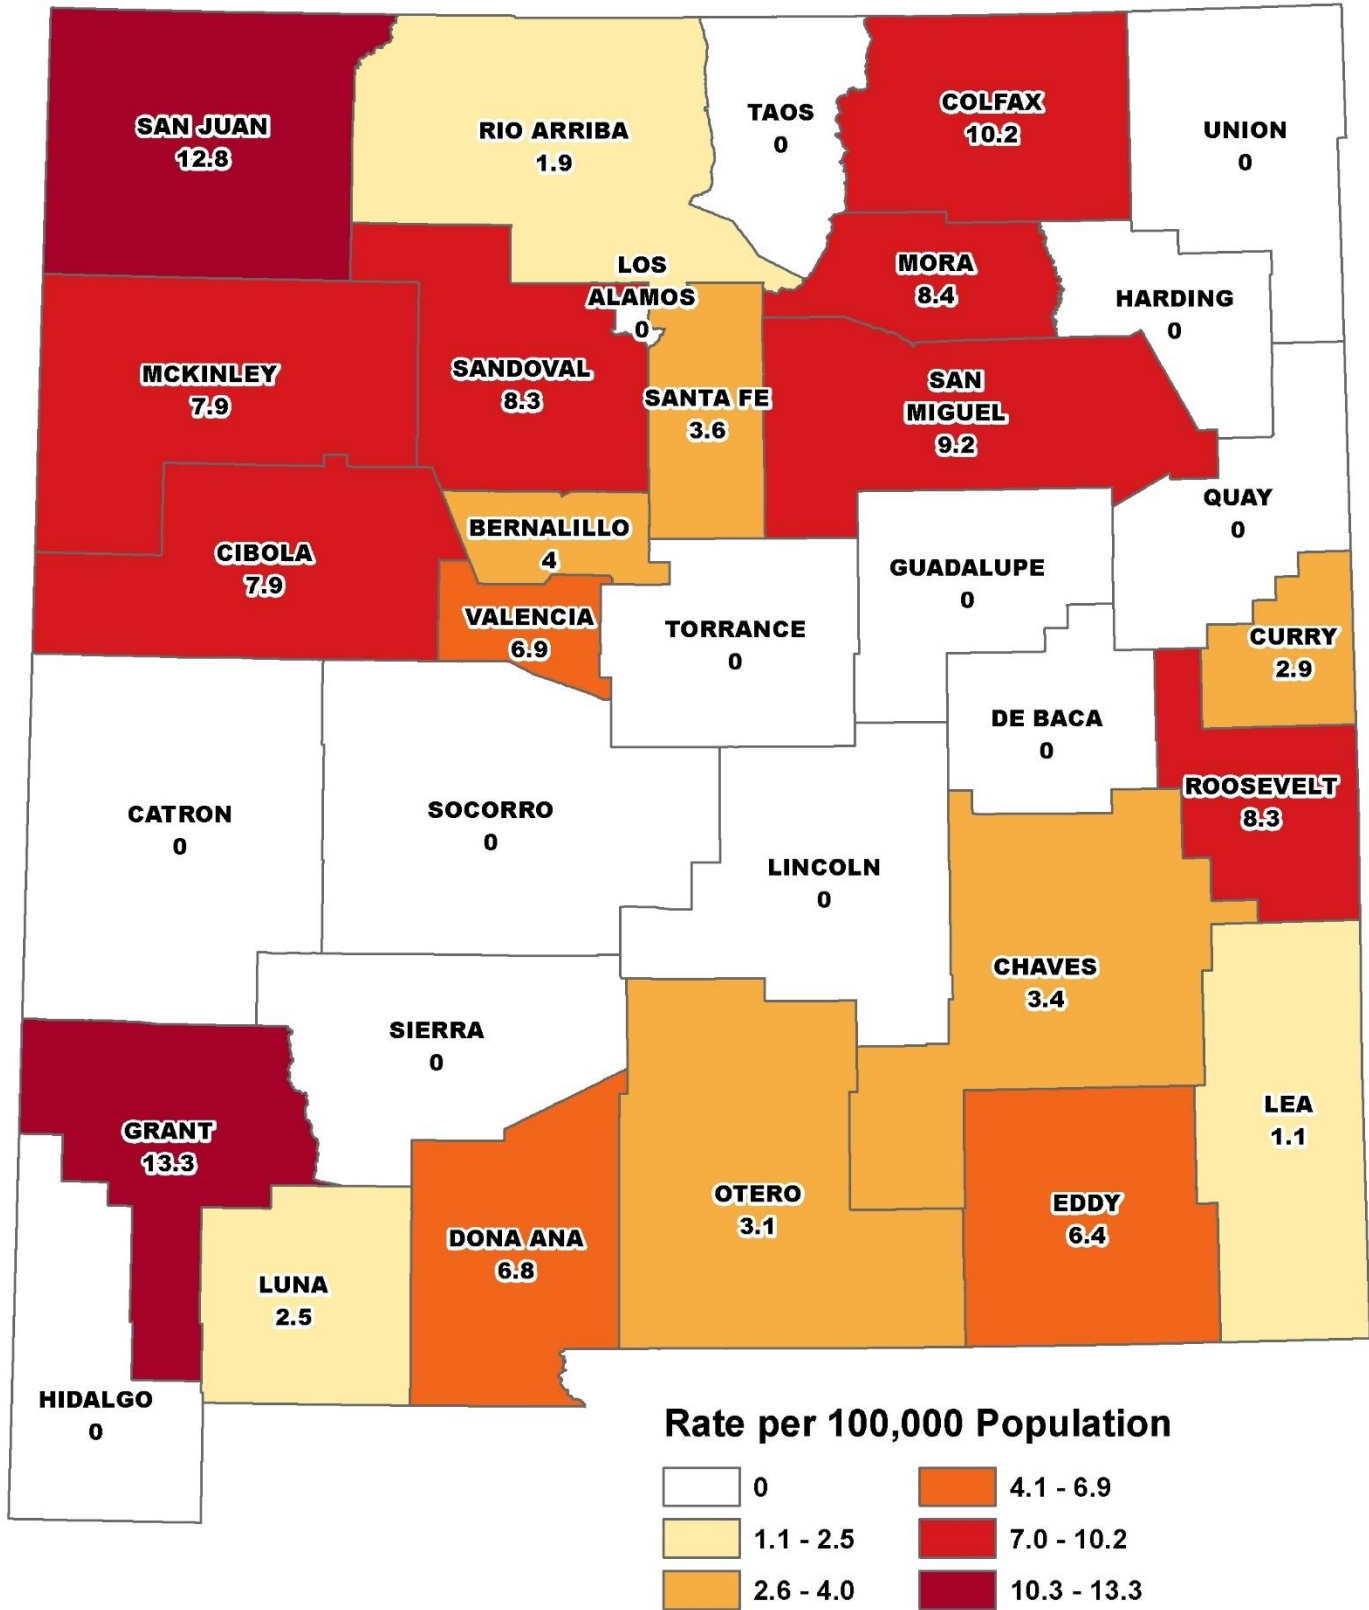 SAN JUAN
12.8
RIO ARRIBA
1.9
TAOS
0
COLFAX
10.2
UNION
0
LOS
ALAMOS
0
MORA
8.4
HARDING
0
MCKINLEY
7.9
SANDOVAL
8.3
SANTA FE
3.6
SAN
MIGUEL
9.2
QUAY
0
CIBOLA
7.9
BERNALILLO
4
VALENCIA
6.9
TORRANCE
0
GUADALUPE
0
CURRY
2.9
DE BACA
0
ROOSEVELT
8.3
CATRON
0
SOCORRO
0
LINCOLN
0
CHAVES
3.4
SIERRA
0
GRANT
13.3
LEA
1.1
OTERO
3.1
EDDY
6.4
DONA ANA
6.8
LUNA
2.5
HIDALGO
0
Rate per 100,000 Population
0
1.1 - 2.5
2.6 - 4.0
4.1 - 6.9
7.0 - 10.2
10.3 - 13.3